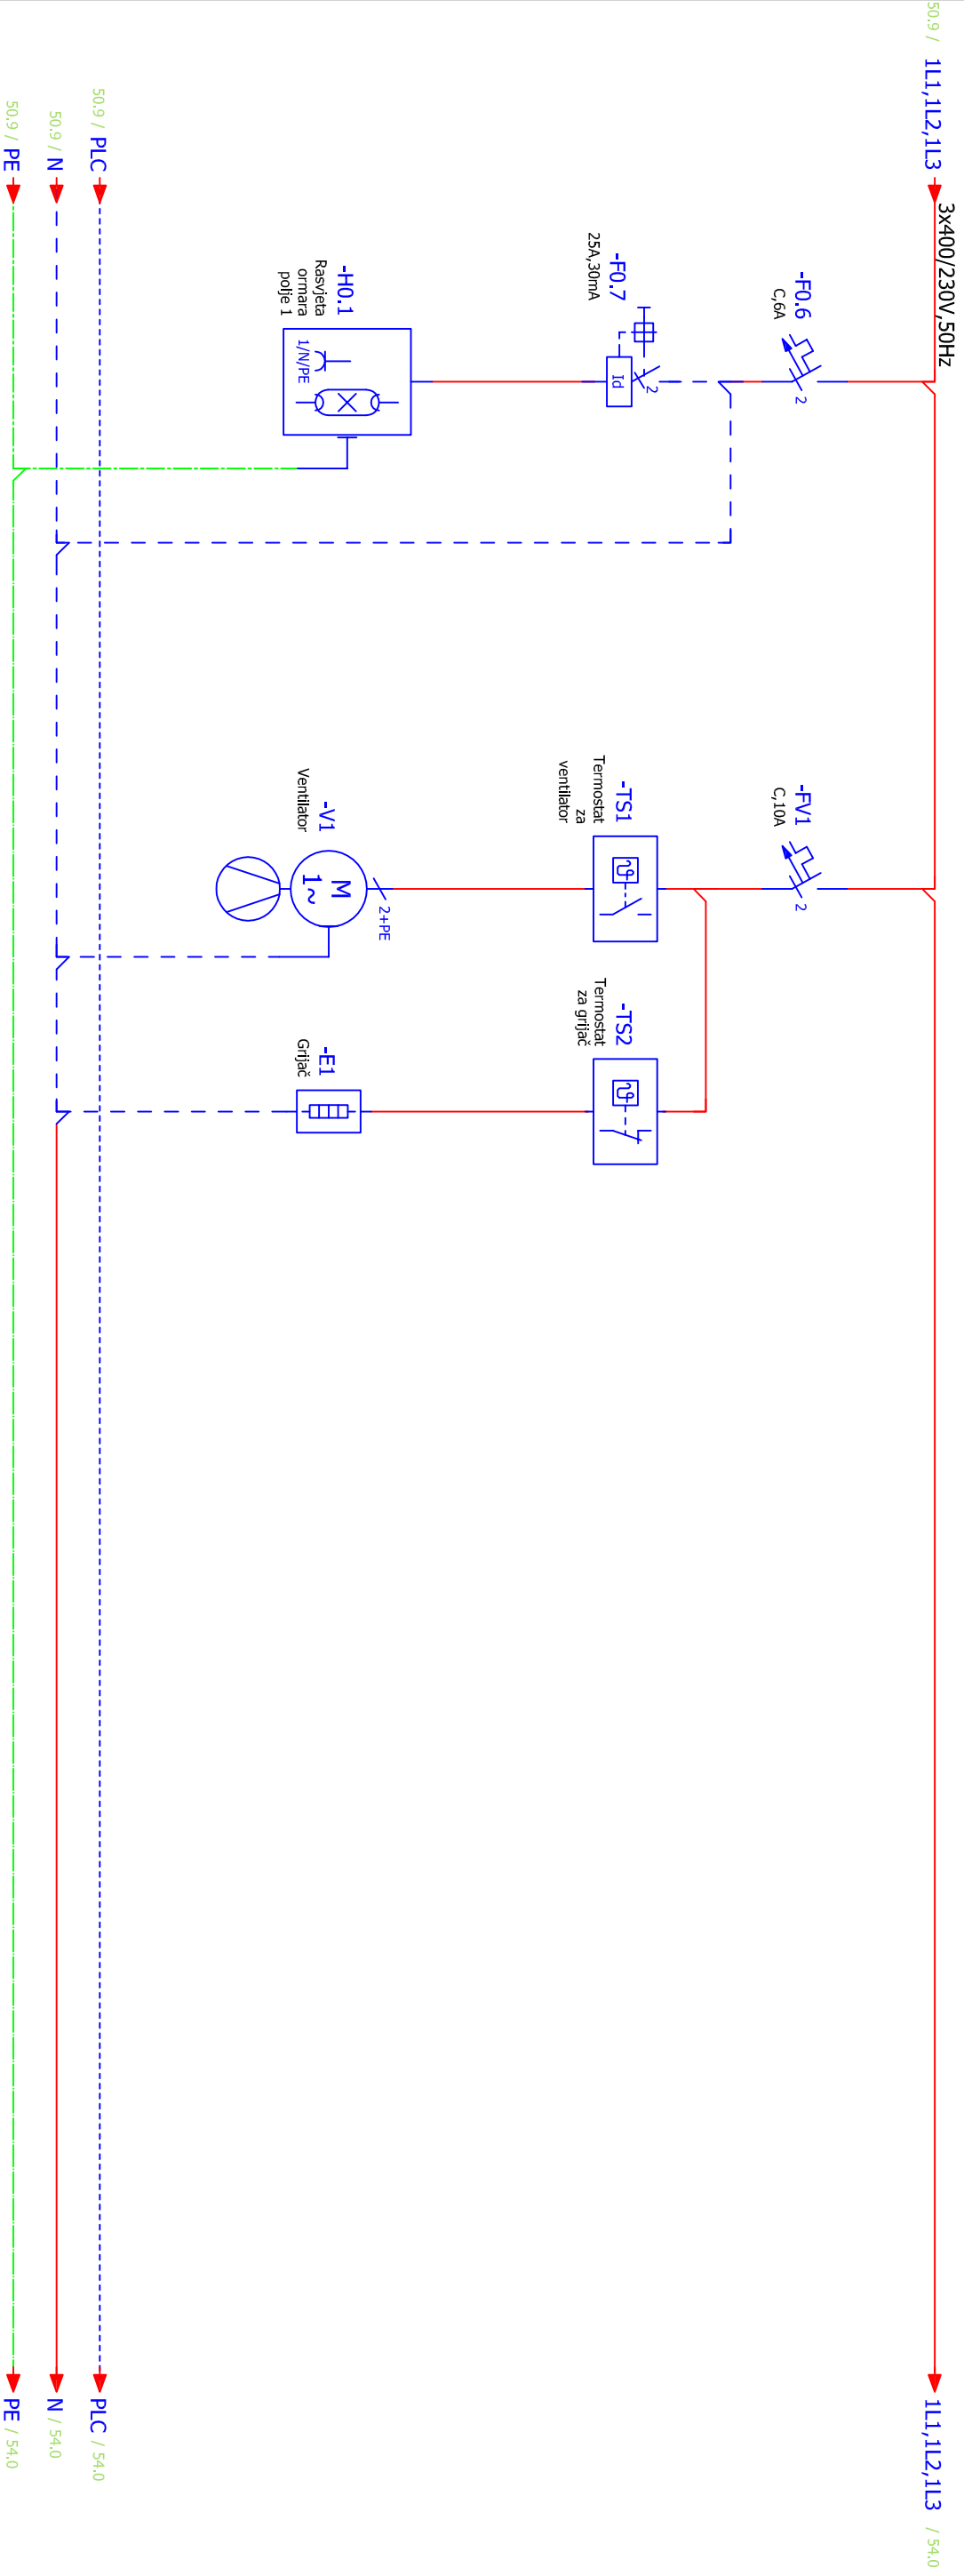 50.9 / 1L1,1L2,1L3
3x400/230V,50Hz
1L1,1L2,1L3 / 54.0
-F0.6
C,6A
2
-FV1
C,10A
2
-F0.7
25A,30mA
2
Id
-TS1
Termostat
za
ventilator
-TS2
Termostat
za grijač
-H0.1
Rasvjeta
ormara
polje 1
1/N/PE
-V1
Ventilator
M
1~
2+PE
-E1
Grijač
50.9 / PLC
PLC / 54.0
50.9 / N
N / 54.0
50.9 / PE
PE / 54.0